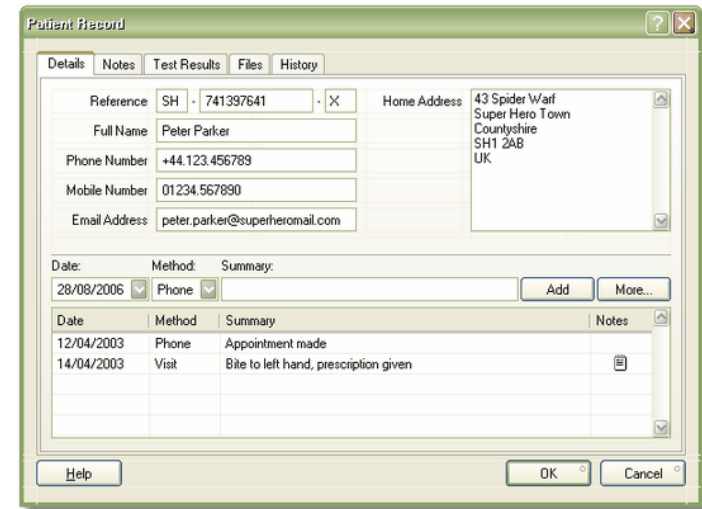 Patient Record
Details Notes Test Results Files History
Reference SH - 741397641 - X
Full Name Peter Parker
Phone Number +44.123.456789
Mobile Number 01234.567890
Email Address peter.parker@superheromail.com
Home Address 43 Spider Warf
Super Hero Town
Countyshire
SH1 2AB
UK
Date: Method: Summary:
28/08/2006 Phone Add More...
Date Method Summary Notes
12/04/2003 Phone Appointment made
14/04/2003 Visit Bite to left hand, prescription given
Help OK Cancel